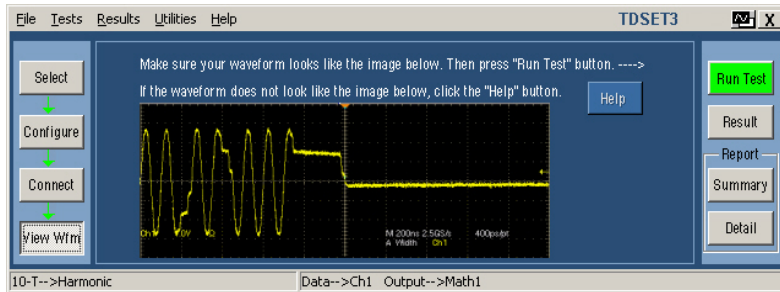 File Tests Results Utilities Help TDSET3 X
Make sure your waveform looks like the image below. Then press "Run Test" button. ---->
If the waveform does not look like the image below, click the "Help" button.
Help
Select
Configure
Connect
View Wfm
Run Test
Result
Report
Summary
Detail
Ch1
M 200ns 2.5GS/s 400ps/pt
A Width Ch1
10-T-->Harmonic
Data-->Ch1 Output-->Math1